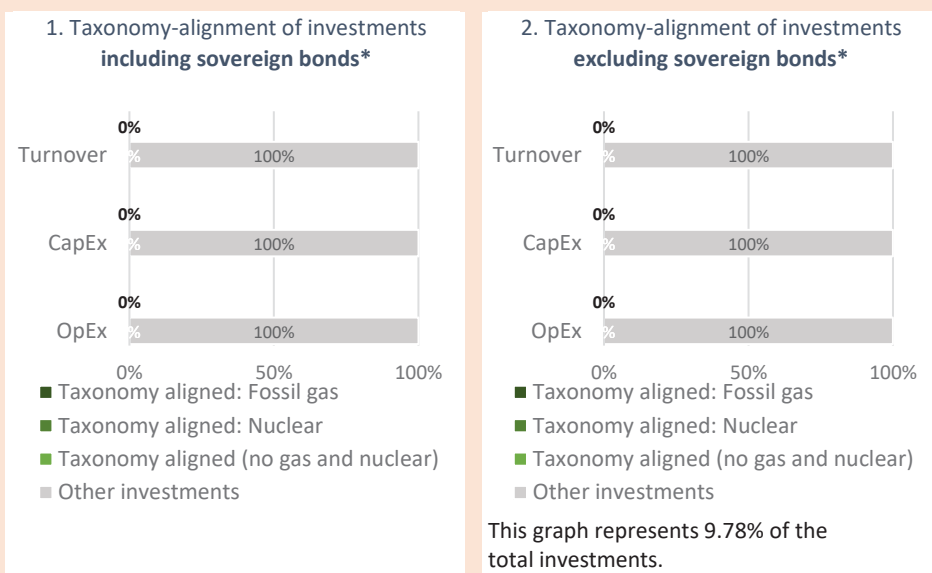 1. Taxonomy-alignment of investments
including sovereign bonds*
0%
Turnover % 100%
0%
CapEx % 100%
0%
OpEx % 100%
0% 50% 100%
■ Taxonomy aligned: Fossil gas
■ Taxonomy aligned: Nuclear
■ Taxonomy aligned (no gas and nuclear)
■ Other investments
2. Taxonomy-alignment of investments
excluding sovereign bonds*
0%
Turnover % 100%
0%
CapEx % 100%
0%
OpEx % 100%
0% 50% 100%
■ Taxonomy aligned: Fossil gas
■ Taxonomy aligned: Nuclear
■ Taxonomy aligned (no gas and nuclear)
■ Other investments
This graph represents 9.78% of the
total investments.